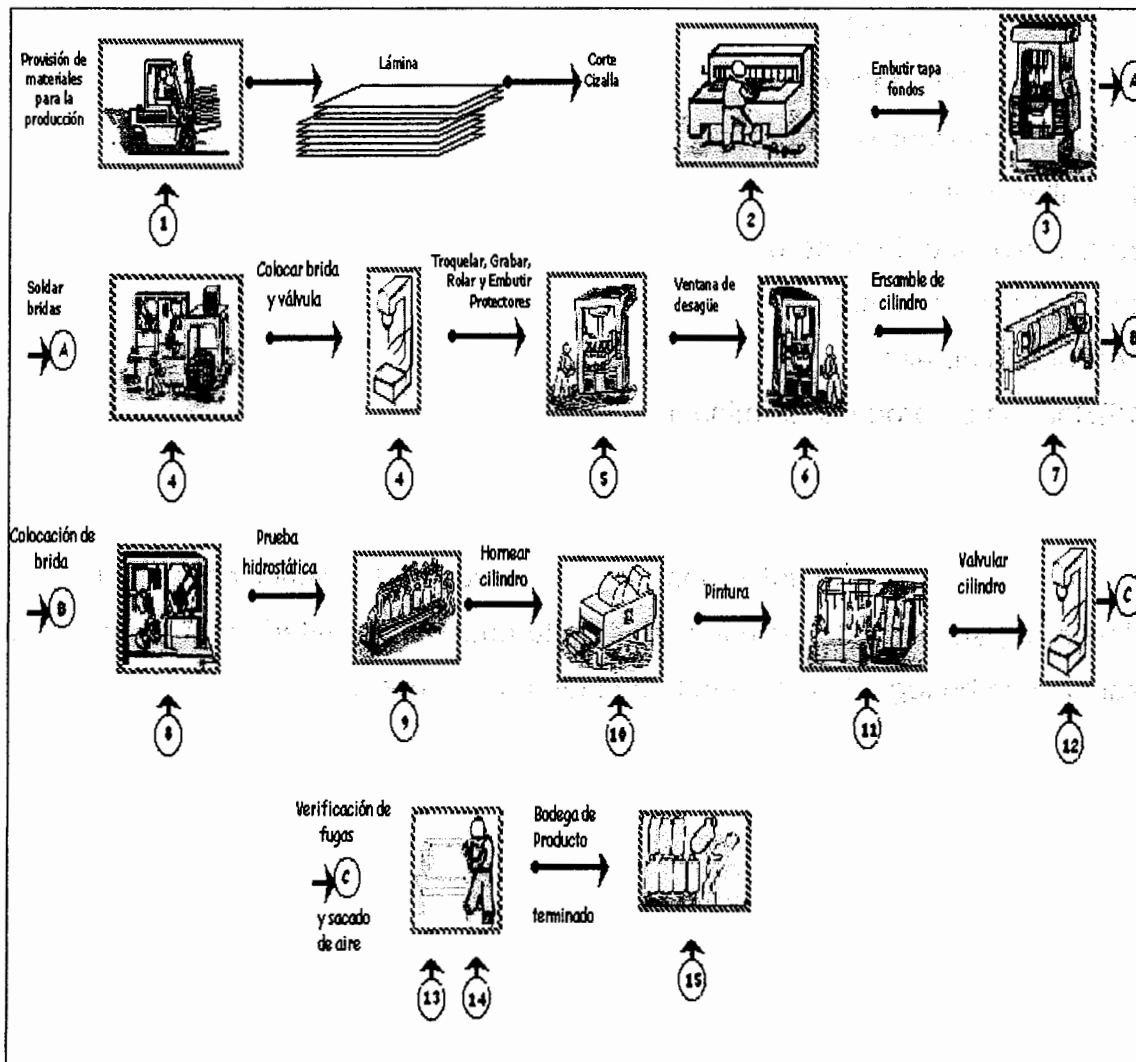 Provisión de
materiales
para la
producción
Lámina
Corte
Cizalla
Embutir tapa
fondos
A
1
2
3
Soldar
bridas
A
Colocar brida
y válvula
Troquelar, Grabar,
Rolar y Embutir
Protectores
Ventana de
desagüe
Ensamble de
cilindro
B
4
4
5
6
7
Colocación de
brida
B
Prueba
hidrostática
Hornear
cilindro
Pintura
Valvular
cilindro
C
8
9
10
11
12
Verificación de
fugas
C
y sacado
de aire
Bodega de
Producto
terminado
13
14
15